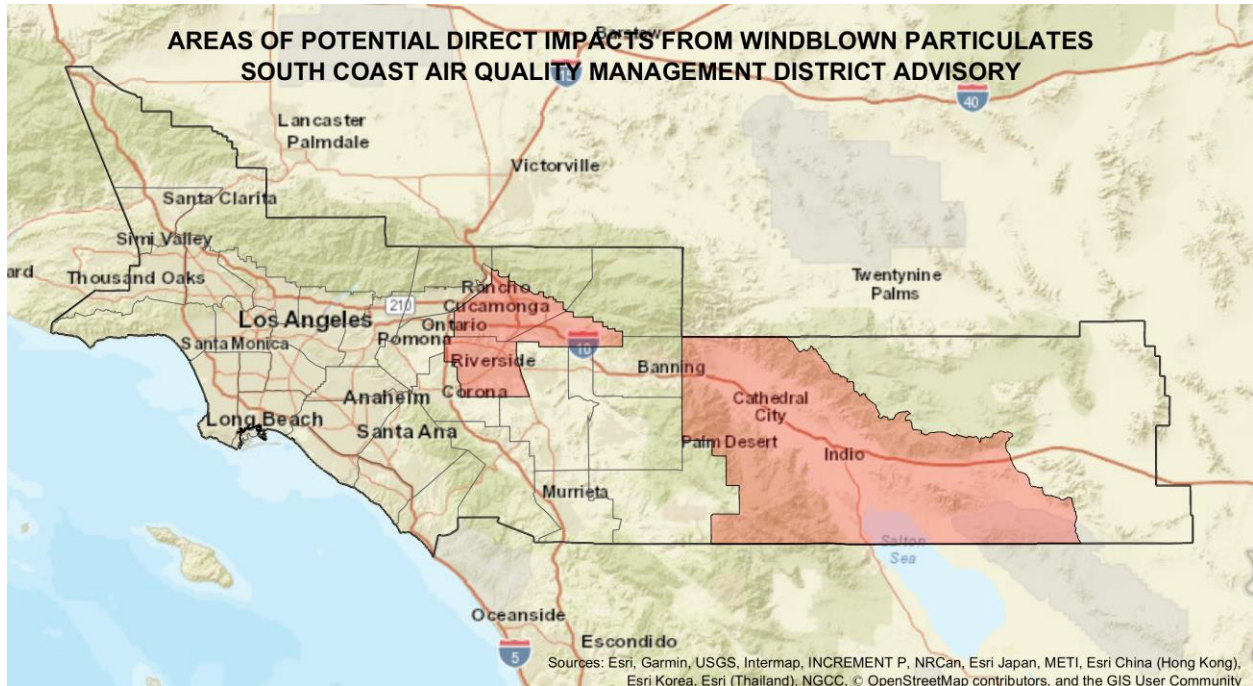 AREAS OF POTENTIAL DIRECT IMPACTS FROM WINDBLOWN PARTICULATES
Barstow
SOUTH COAST AIR QUALITY MANAGEMENT DISTRICT ADVISORY
15
40
Lancaster
Palmdale
Victorville
Santa Clarita
Simi Valley
ard
Thousand Oaks
Twentynine
Palms
Rancho
Cucamonga
210
Los Angeles
Ontario
Pomona
Santa Monica
10
Riverside
Banning
Corona
Anaheim
Cathedral
City
Long Beach
Santa Ana
Palm Desert
Indio
Murrieta
Salton
Sea
Oceanside
Escondido
5
Sources: Esri, Garmin, USGS, Intermap, INCREMENT P, NRCan, Esri Japan, METI, Esri China (Hong Kong),
Esri Korea, Esri (Thailand), NGCC, © OpenStreetMap contributors, and the GIS User Community